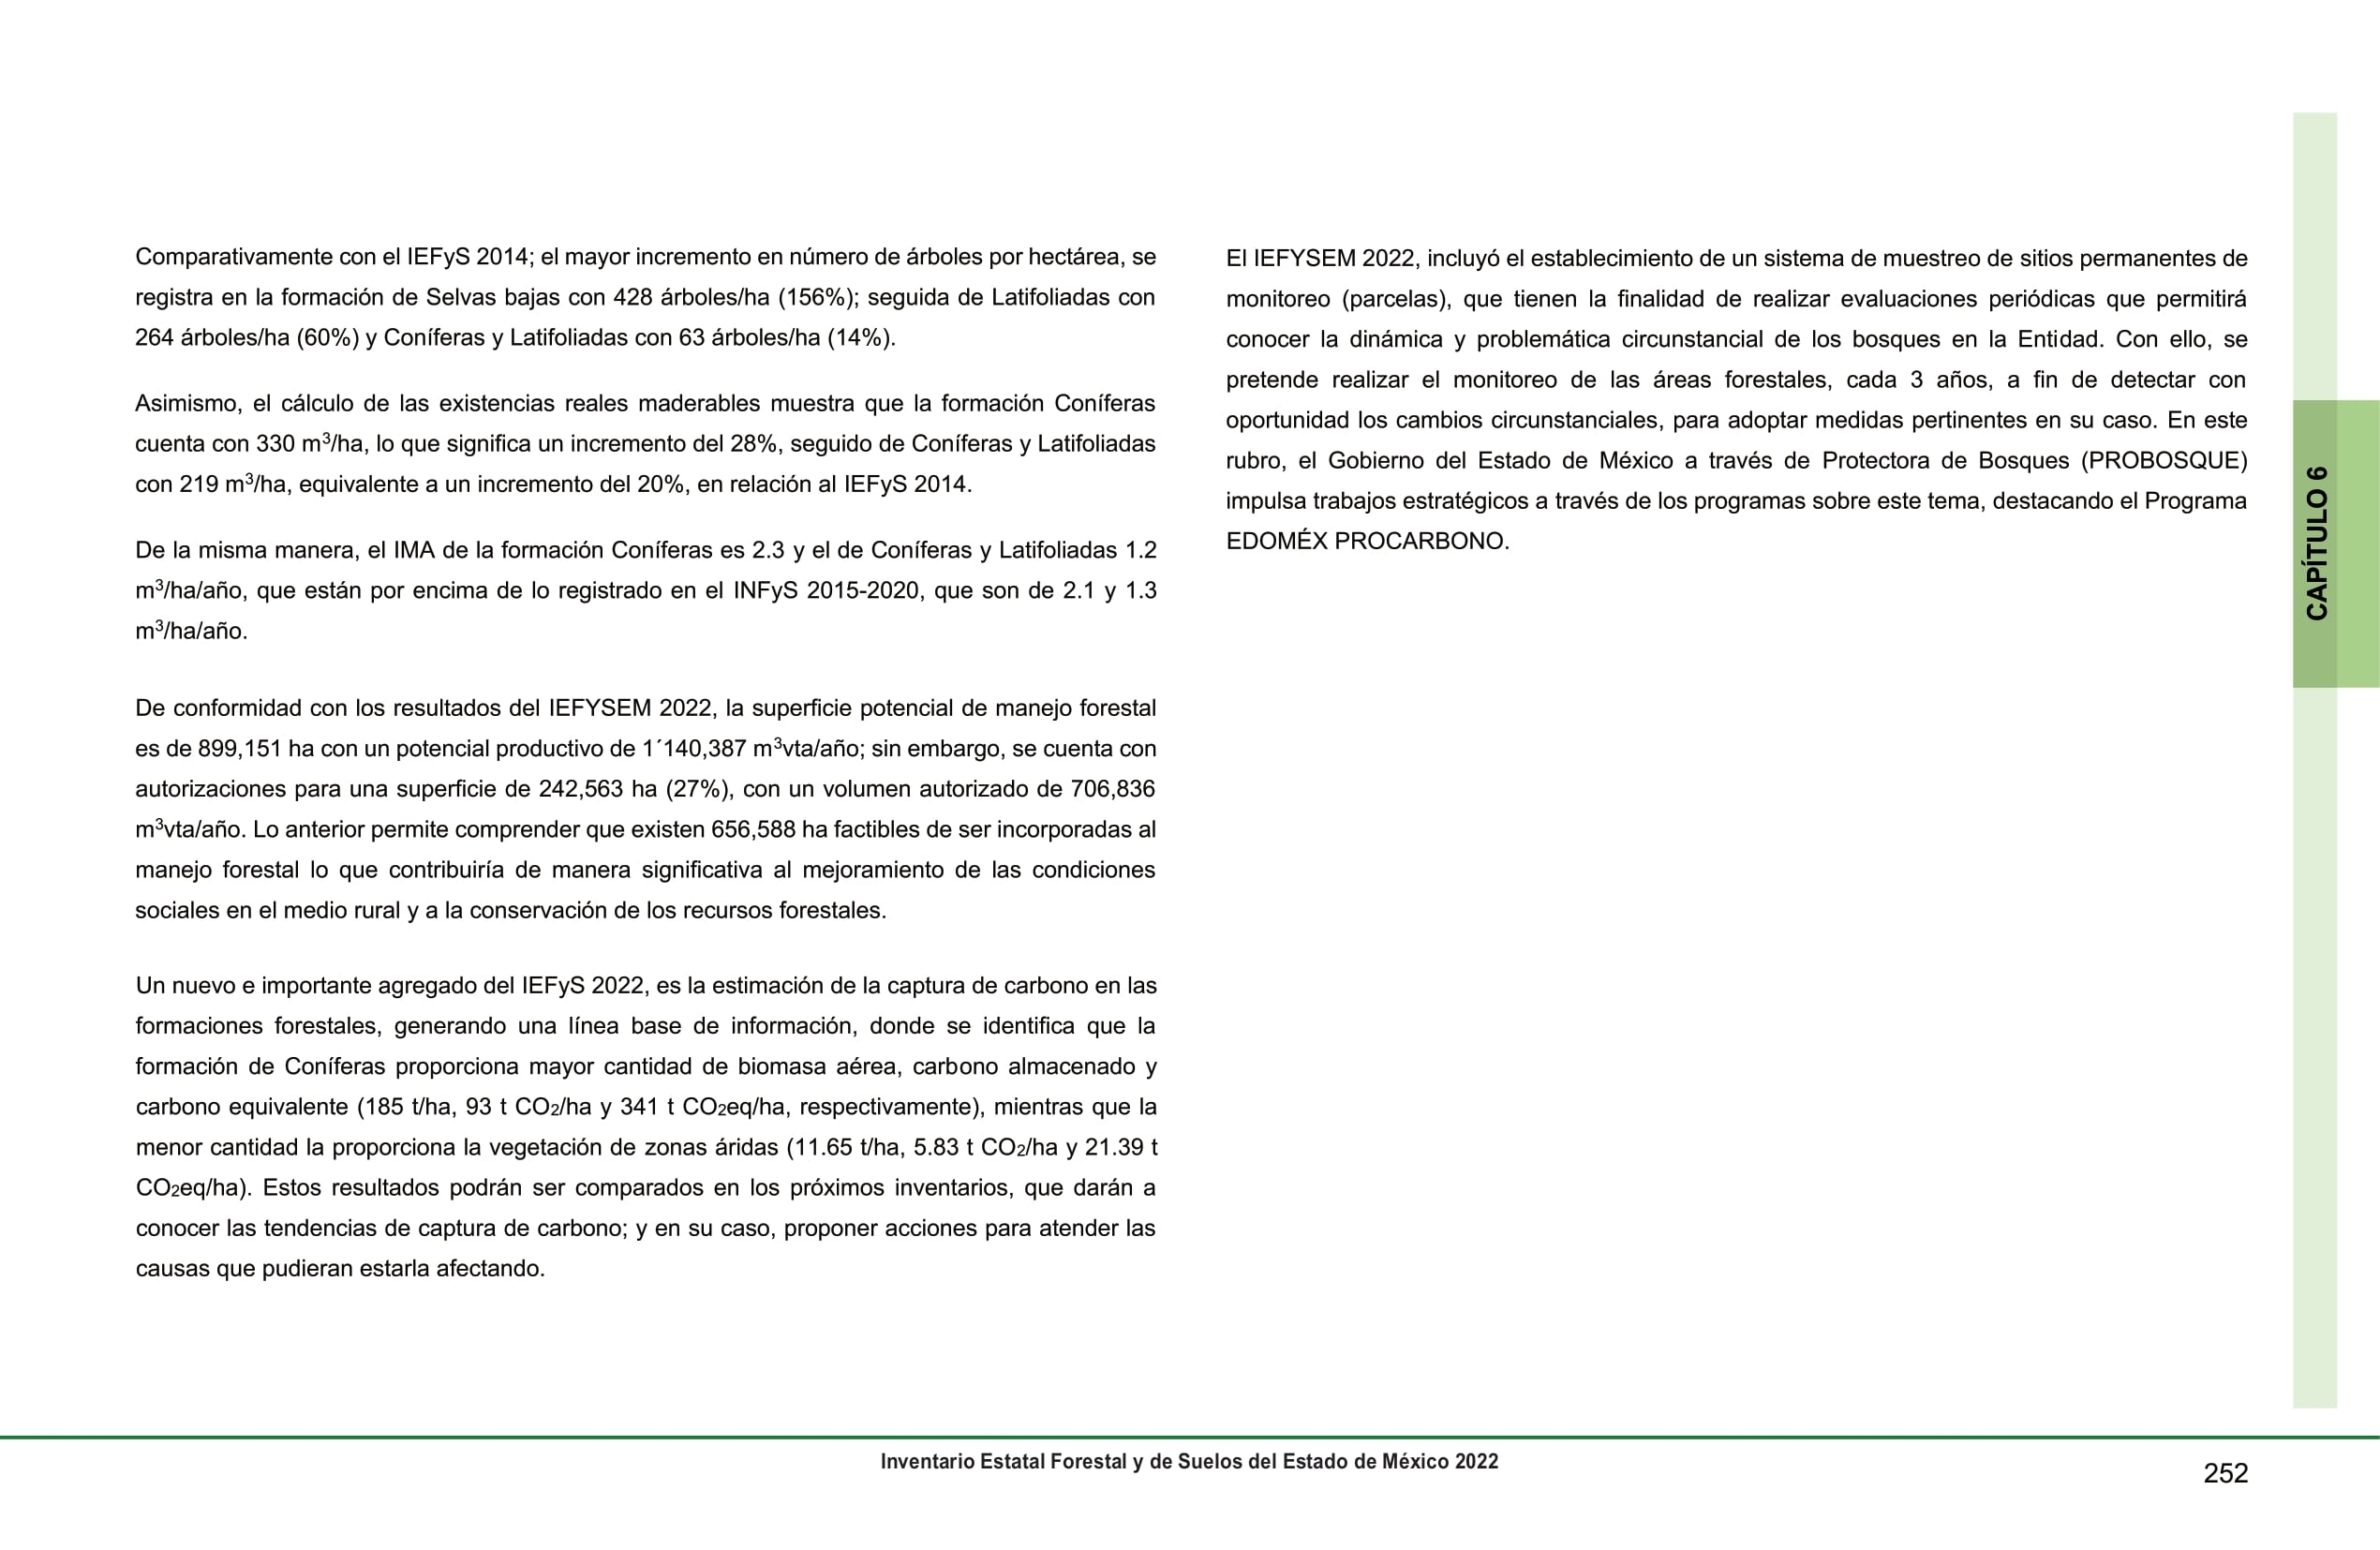 Comparativamente con el IEFyS 2014; el mayor incremento en número de árboles por hectárea, se
registra en la formación de Selvas bajas con 428 árboles/ha (156%); seguida de Latifoliadas con
264 árboles/ha (60%) y Coníferas y Latifoliadas con 63 árboles/ha (14%).
Asimismo, el cálculo de las existencias reales maderables muestra que la formación Coníferas
cuenta con 330 m³/ha, lo que significa un incremento del 28%, seguido de Coníferas y Latifoliadas
con 219 m³/ha, equivalente a un incremento del 20%, en relación al IEFyS 2014.
De la misma manera, el IMA de la formación Coníferas es 2.3 y el de Coníferas y Latifoliadas 1.2
m³/ha/año, que están por encima de lo registrado en el INFyS 2015-2020, que son de 2.1 y 1.3
m³/ha/año.
De conformidad con los resultados del IEFYSEM 2022, la superficie potencial de manejo forestal
es de 899,151 ha con un potencial productivo de 1´140,387 m³vta/año; sin embargo, se cuenta con
autorizaciones para una superficie de 242,563 ha (27%), con un volumen autorizado de 706,836
m³vta/año. Lo anterior permite comprender que existen 656,588 ha factibles de ser incorporadas al
manejo forestal lo que contribuiría de manera significativa al mejoramiento de las condiciones
sociales en el medio rural y a la conservación de los recursos forestales.
Un nuevo e importante agregado del IEFyS 2022, es la estimación de la captura de carbono en las
formaciones forestales, generando una línea base de información, donde se identifica que la
formación de Coníferas proporciona mayor cantidad de biomasa aérea, carbono almacenado y
carbono equivalente (185 t/ha, 93 t CO₂/ha y 341 t CO₂eq/ha, respectivamente), mientras que la
menor cantidad la proporciona la vegetación de zonas áridas (11.65 t/ha, 5.83 t CO₂/ha y 21.39 t
CO₂eq/ha). Estos resultados podrán ser comparados en los próximos inventarios, que darán a
conocer las tendencias de captura de carbono; y en su caso, proponer acciones para atender las
causas que pudieran estarla afectando.
El IEFYSEM 2022, incluyó el establecimiento de un sistema de muestreo de sitios permanentes de
monitoreo (parcelas), que tienen la finalidad de realizar evaluaciones periódicas que permitirá
conocer la dinámica y problemática circunstancial de los bosques en la Entidad. Con ello, se
pretende realizar el monitoreo de las áreas forestales, cada 3 años, a fin de detectar con
oportunidad los cambios circunstanciales, para adoptar medidas pertinentes en su caso. En este
rubro, el Gobierno del Estado de México a través de Protectora de Bosques (PROBOSQUE)
impulsa trabajos estratégicos a través de los programas sobre este tema, destacando el Programa
EDOMÉX PROCARBONO.
CAPÍTULO 6
Inventario Estatal Forestal y de Suelos del Estado de México 2022
252